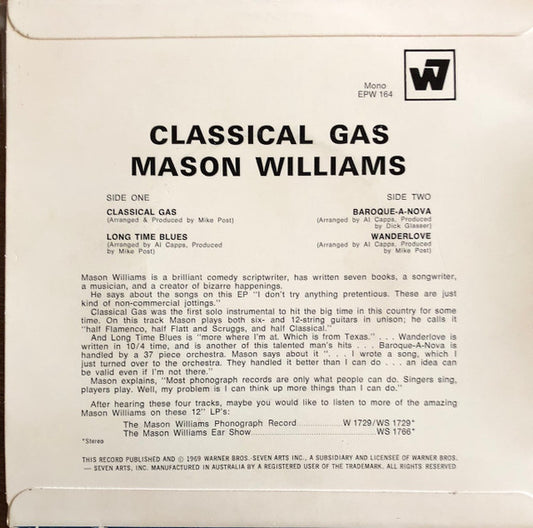 W7
Mono
EPW 164
CLASSICAL GAS
MASON WILLIAMS
SIDE ONE
CLASSICAL GAS
(Arranged & Produced by Mike Post)
LONG TIME BLUES
(Arranged by Al Capps, Produced
by Mike Post)
SIDE TWO
BAROQUE-A-NOVA
(Arranged by Al Capps, Produced
by Dick Glasser)
WANDERLOVE
(Arranged by Al Capps, Produced
by Mike Post)
Mason Williams is a brilliant comedy scriptwriter, has written seven books, a songwriter,
a musician, and a creator of bizarre happenings.
He says about the songs on this EP "I don't try anything pretentious. These are just
kind of non-commercial jottings."
Classical Gas was the first solo instrumental to hit the big time in this country for some
time. On this track Mason plays both six- and 12-string guitars in unison; he calls it
"half Flamenco, half Flatt and Scruggs, and half Classical."
And Long Time Blues is "more where I'm at. Which is from Texas." . . . Wanderlove is
written in 10/4 time, and is another of this talented man's hits . . . Baroque-A-Nova is
handled by a 37 piece orchestra. Mason says about it ". . . I wrote a song, which I
just turned over to the orchestra. They handled it better than I can do . . . an idea can
be valid even if I'm not there."
Mason explains, "Most phonograph records are only what people can do. Singers sing,
players play. Well, my problem is I can think up more things than I can do."
After hearing these four tracks, maybe you would like to listen to more of the amazing
Mason Williams on these 12" LP's:
The Mason Williams Phonograph Record...............W 1729/WS 1729*
The Mason Williams Ear Show...............WS 1766*
*Stereo
THIS RECORD PUBLISHED AND © 1969 WARNER BROS.-SEVEN ARTS INC., A SUBSIDIARY AND LICENSEE OF WARNER BROS.
— SEVEN ARTS, INC. MANUFACTURED IN AUSTRALIA BY A REGISTERED USER OF THE TRADEMARK. ALL RIGHTS RESERVED.